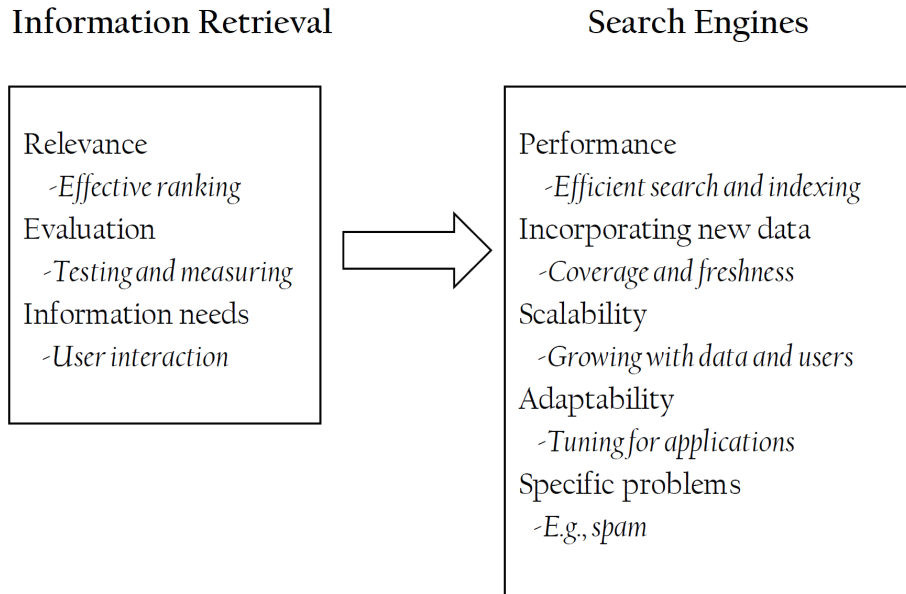 Information Retrieval
Search Engines
Relevance
-Effective ranking
Evaluation
-Testing and measuring
Information needs
-User interaction
Performance
-Efficient search and indexing
Incorporating new data
-Coverage and freshness
Scalability
-Growing with data and users
Adaptability
-Tuning for applications
Specific problems
-E.g., spam